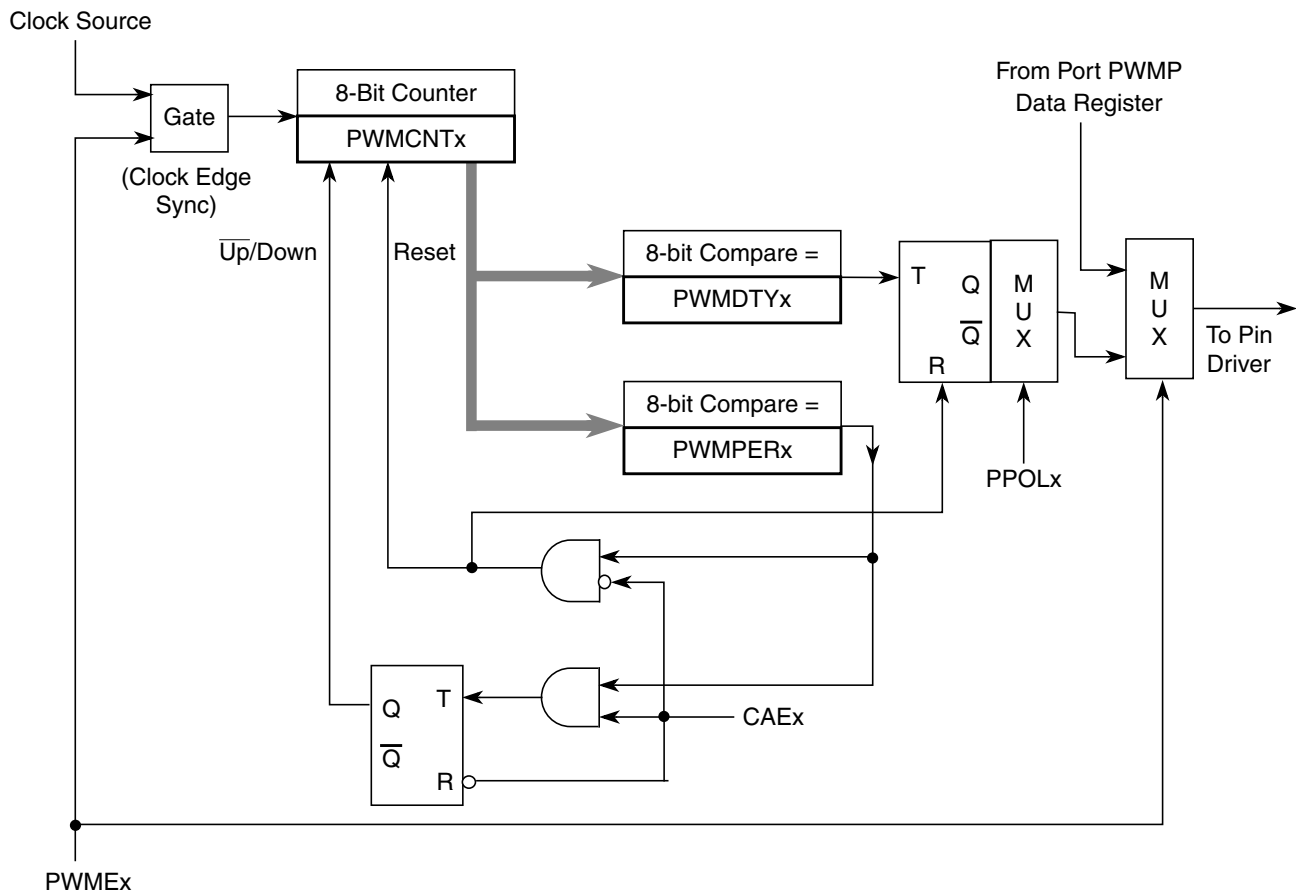 Clock Source
From Port PWMP
Data Register
8-Bit Counter
PWMCNTx
Gate
(Clock Edge
Sync)
U̅p̅/Down
Reset
8-bit Compare =
PWMDTYx
T
Q
Q̅
R
M
U
X
M
U
X
To Pin
Driver
8-bit Compare =
PWMPERx
PPOLx
Q
T
Q̅
R
CAEx
PWMEx